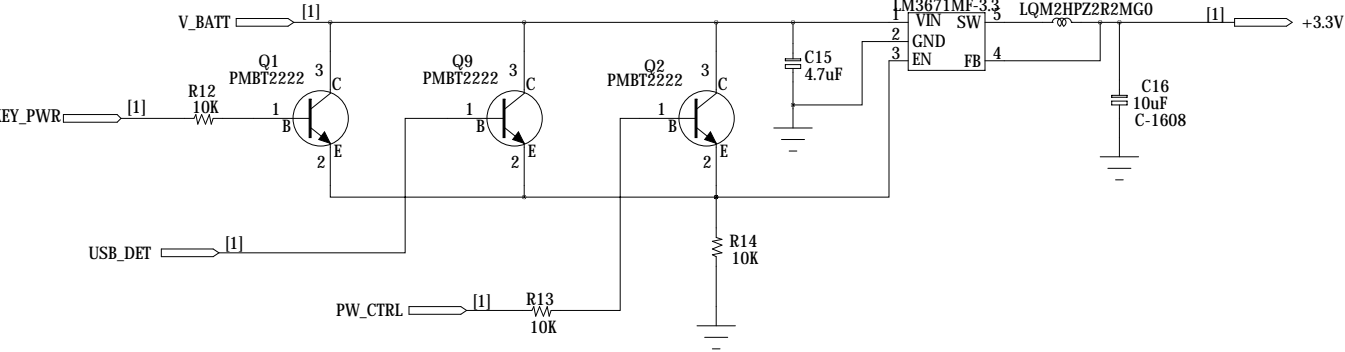 V_BATT
[1]
LM3671MF-3.3
LQM2HPZ2R2MG0
1
VIN
SW
5
[1]
+3.3V
2
GND
3
EN
FB
4
Q1
PMBT2222
3
C
Q9
PMBT2222
3
C
Q2
PMBT2222
3
C
C15
4.7uF
C16
10uF
C-1608
KEY_PWR
[1]
R12
10K
1
B
E
2
1
B
E
2
1
B
E
2
USB_DET
[1]
R14
10K
PW_CTRL
[1]
R13
10K